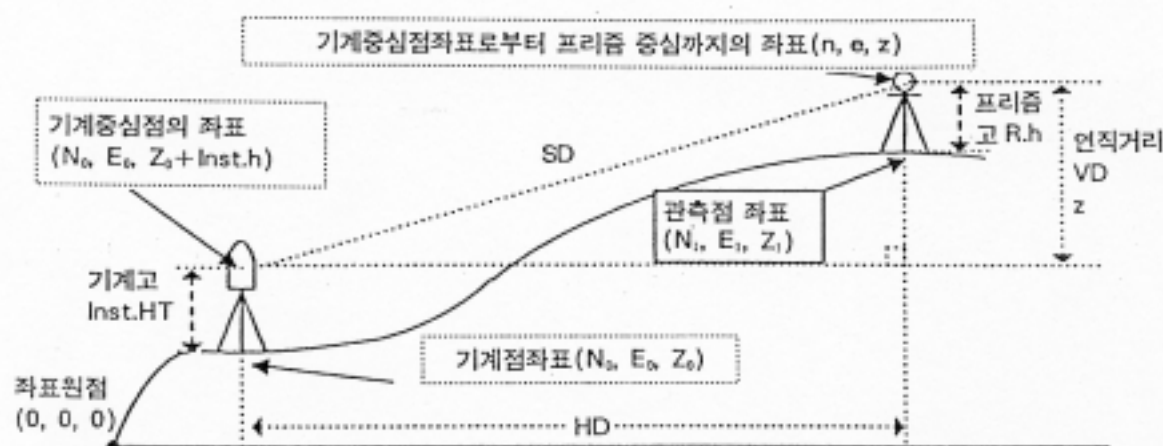 기계중심점좌표로부터 프리즘 중심까지의 좌표(n, e, z)
기계중심점의 좌표
(N₀, E₀, Z₀+Inst.h)
SD
프리즘
고 R.h
연직거리
VD
z
관측점 좌표
(N₁, E₁, Z₁)
기계고
Inst.HT
기계점좌표(N₀, E₀, Z₀)
좌표원점
(0, 0, 0)
HD